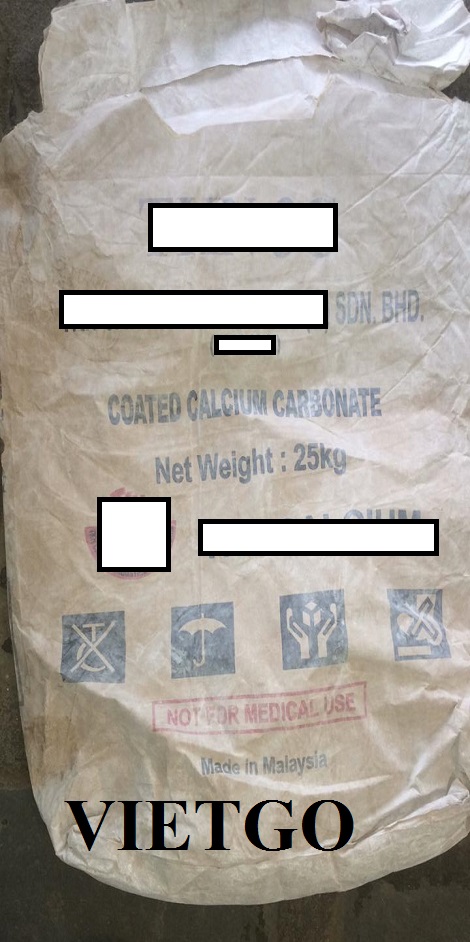 SDN. BHD.
COATED CALCIUM CARBONATE
Net Weight : 25kg
NOT FOR MEDICAL USE
Made in Malaysia
VIETGO